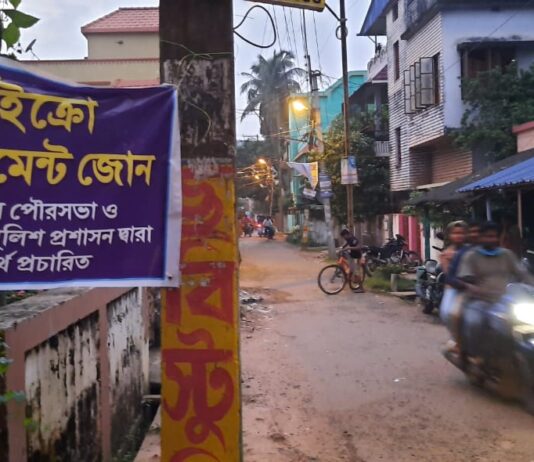 ইক্রো
মেন্ট জোন
পৌরসভা ও
লিশ প্রশাসন দ্বারা
র্থে প্রচারিত
বি
স্টু